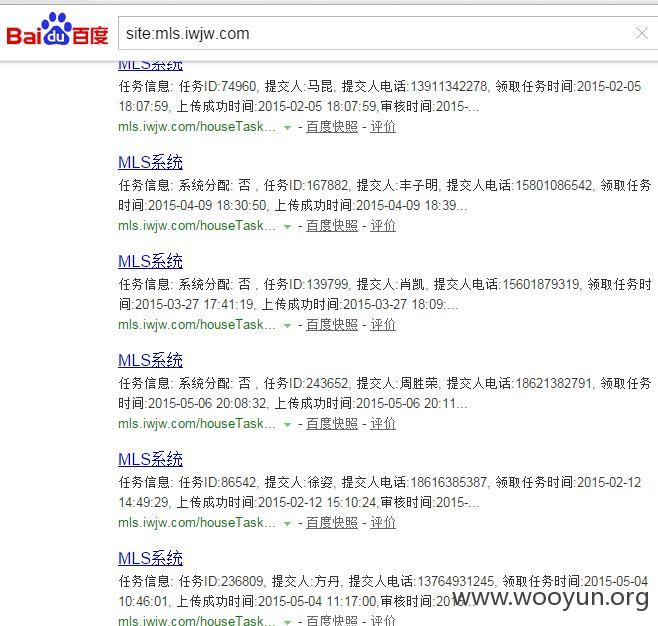 Bai du 百度
site:mls.iwjw.com
MLS系统
任务信息: 任务ID:74960, 提交人:马昆, 提交人电话:13911342278, 领取任务时间:2015-02-05
18:07:59, 上传成功时间:2015-02-05 18:07:59,审核时间:2015-...
mls.iwjw.com/houseTask... - 百度快照 - 评价
MLS系统
任务信息: 系统分配: 否 , 任务ID:167882, 提交人:丰子明, 提交人电话:15801086542, 领取任务
时间:2015-04-09 18:30:50, 上传成功时间:2015-04-09 18:39...
mls.iwjw.com/houseTask... - 百度快照 - 评价
MLS系统
任务信息: 系统分配: 否 , 任务ID:139799, 提交人:肖凯, 提交人电话:15601879319, 领取任务时
间:2015-03-27 17:41:19, 上传成功时间:2015-03-27 18:09:...
mls.iwjw.com/houseTask... - 百度快照 - 评价
MLS系统
任务信息: 系统分配: 否 , 任务ID:243652, 提交人:周胜荣, 提交人电话:18621382791, 领取任务
时间:2015-05-06 20:08:32, 上传成功时间:2015-05-06 20:11...
mls.iwjw.com/houseTask... - 百度快照 - 评价
MLS系统
任务信息: 任务ID:86542, 提交人:徐姿, 提交人电话:18616385387, 领取任务时间:2015-02-12
14:49:29, 上传成功时间:2015-02-12 15:10:24,审核时间:2015-...
mls.iwjw.com/houseTask... - 百度快照 - 评价
MLS系统
任务信息: 任务ID:236809, 提交人:方丹, 提交人电话:13764931245, 领取任务时间:2015-05-04
10:46:01, 上传成功时间:2015-05-04 11:17:00,审核时间:2015-...
www.wooyun.org
mls.iwjw.com/houseTask... - 百度快照 - 评价